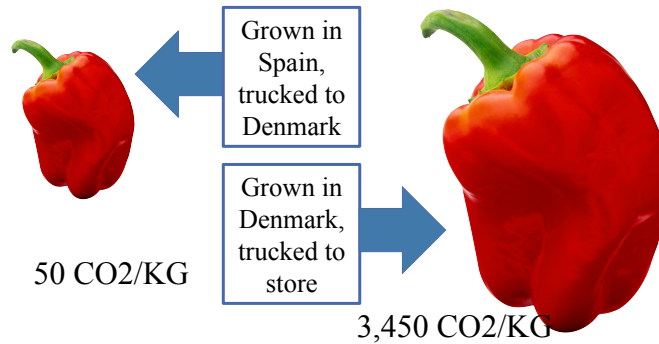 Grown in
Spain,
trucked to
Denmark
Grown in
Denmark,
trucked to
store
50 CO2/KG
3,450 CO2/KG